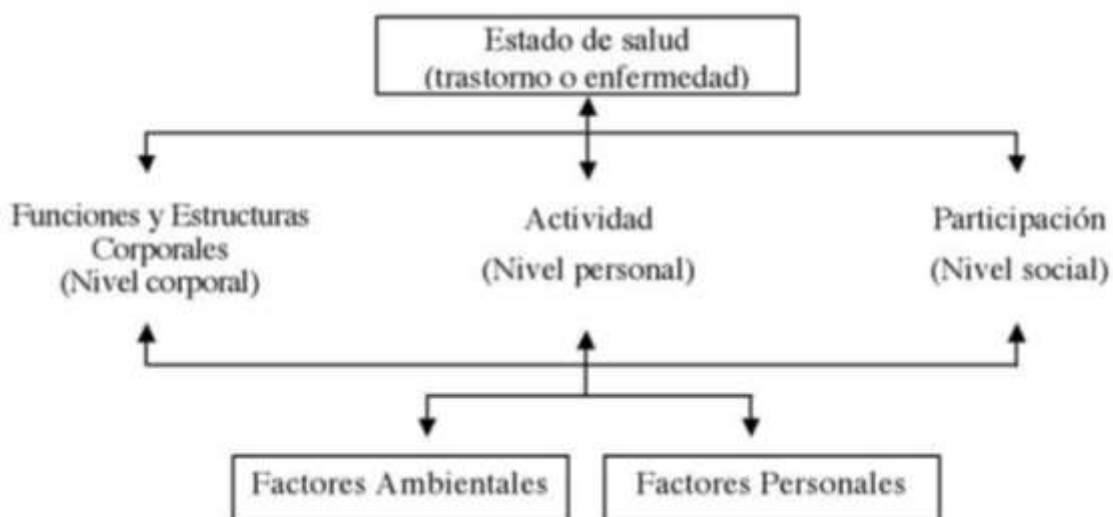 Estado de salud
(trastorno o enfermedad)
Funciones y Estructuras
Corporales
(Nivel corporal)
Actividad
(Nivel personal)
Participación
(Nivel social)
Factores Ambientales
Factores Personales